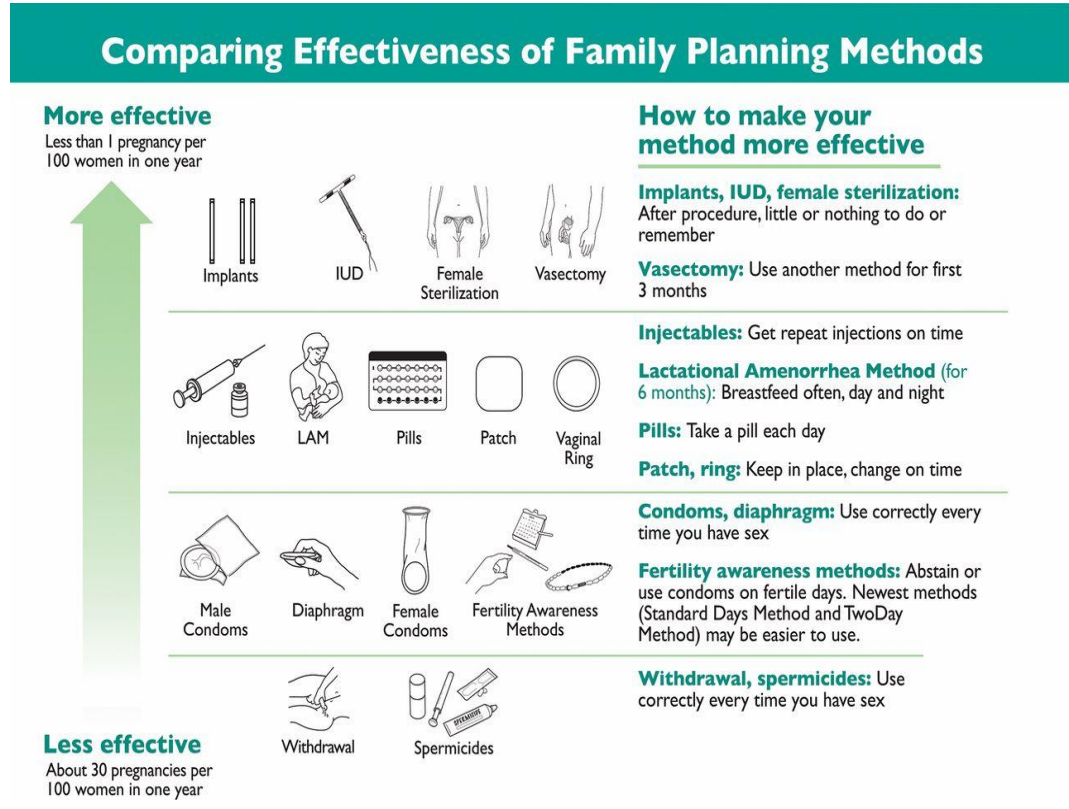 Comparing Effectiveness of Family Planning Methods
More effective
Less than 1 pregnancy per
100 women in one year
Implants
IUD
Female
Sterilization
Vasectomy
How to make your
method more effective
Implants, IUD, female sterilization:
After procedure, little or nothing to do or
remember
Vasectomy: Use another method for first
3 months
Injectables
LAM
Pills
Patch
Vaginal
Ring
Injectables: Get repeat injections on time
Lactational Amenorrhea Method (for
6 months): Breastfeed often, day and night
Pills: Take a pill each day
Patch, ring: Keep in place, change on time
Male
Condoms
Diaphragm
Female
Condoms
Fertility Awareness
Methods
Condoms, diaphragm: Use correctly every
time you have sex
Fertility awareness methods: Abstain or
use condoms on fertile days. Newest methods
(Standard Days Method and TwoDay
Method) may be easier to use.
SPERMICIDE
Withdrawal
Spermicides
Withdrawal, spermicides: Use
correctly every time you have sex
Less effective
About 30 pregnancies per
100 women in one year